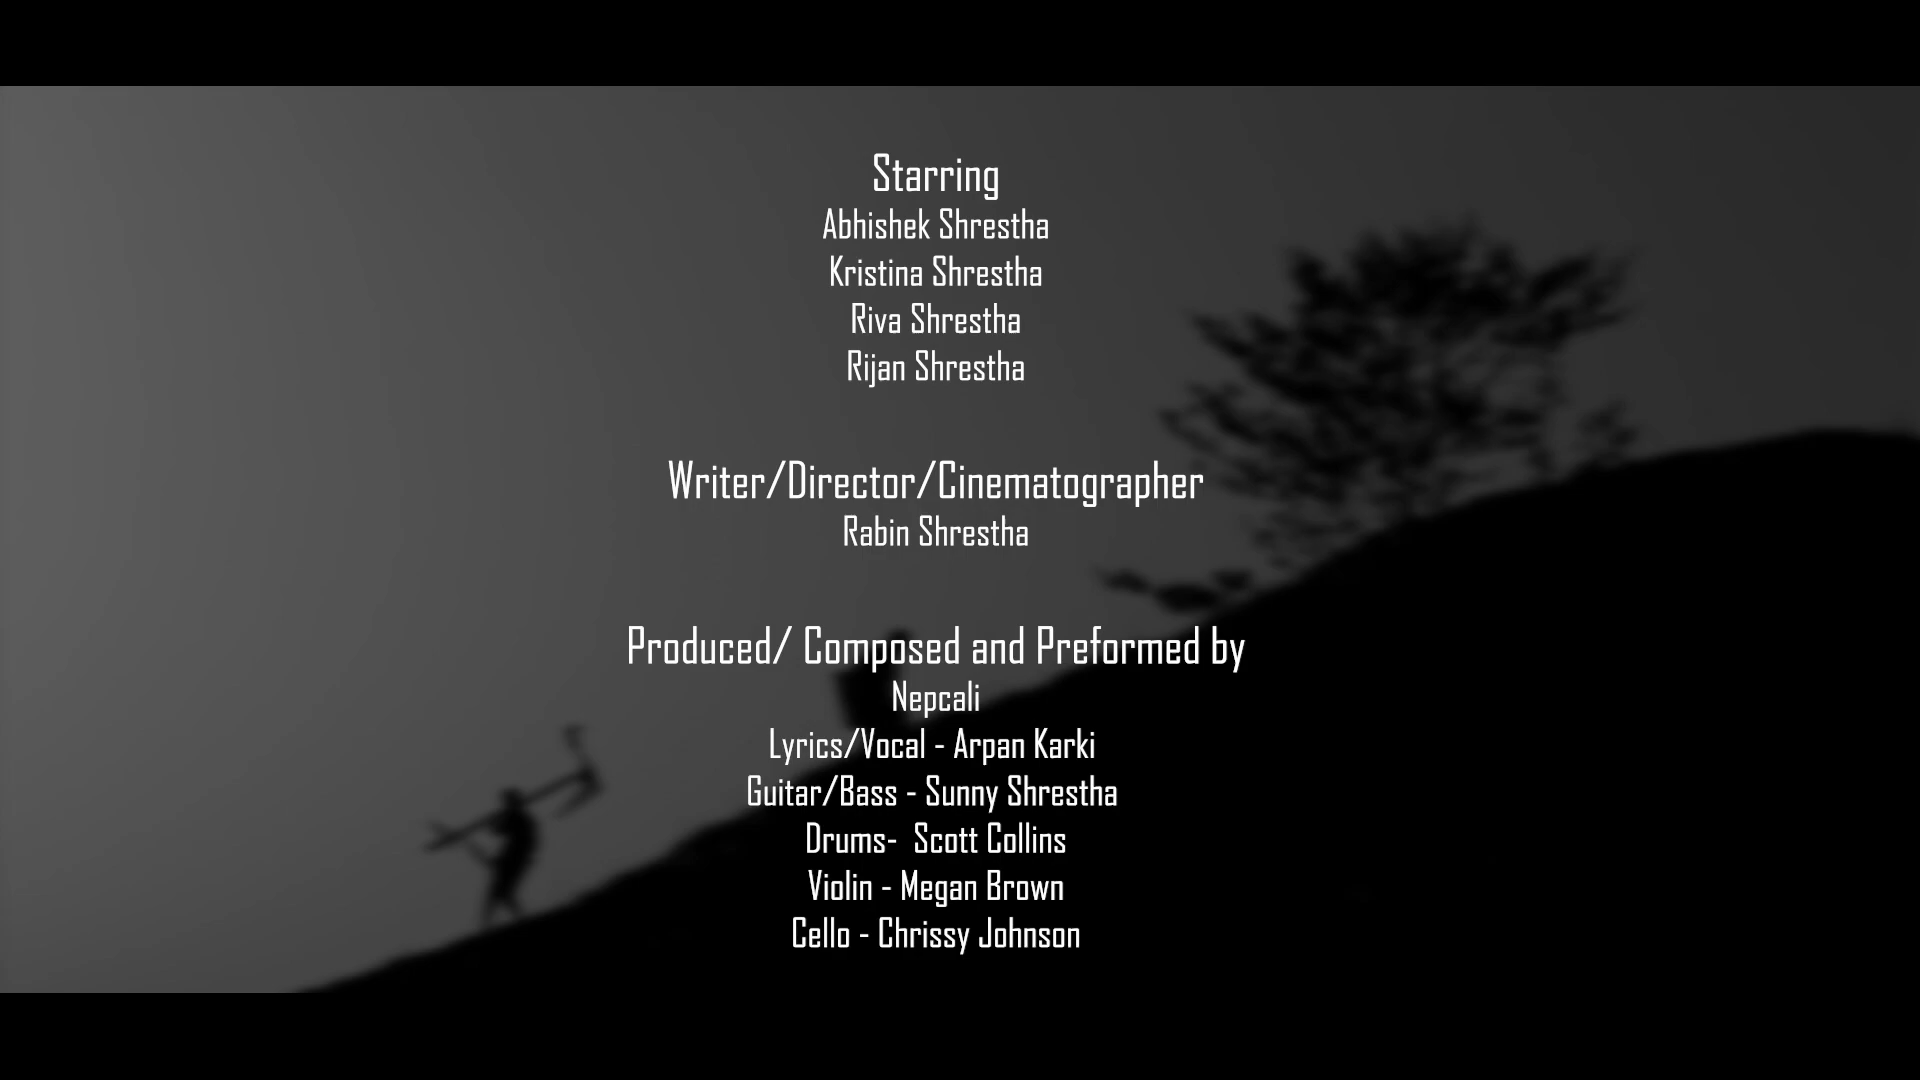 Starring
Abhishek Shrestha
Kristina Shrestha
Riva Shrestha
Rijan Shrestha
Writer/Director/Cinematographer
Rabin Shrestha
Produced/ Composed and Preformed by
Nepcali
Lyrics/Vocal - Arpan Karki
Guitar/Bass - Sunny Shrestha
Drums-  Scott Collins
Violin - Megan Brown
Cello - Chrissy Johnson